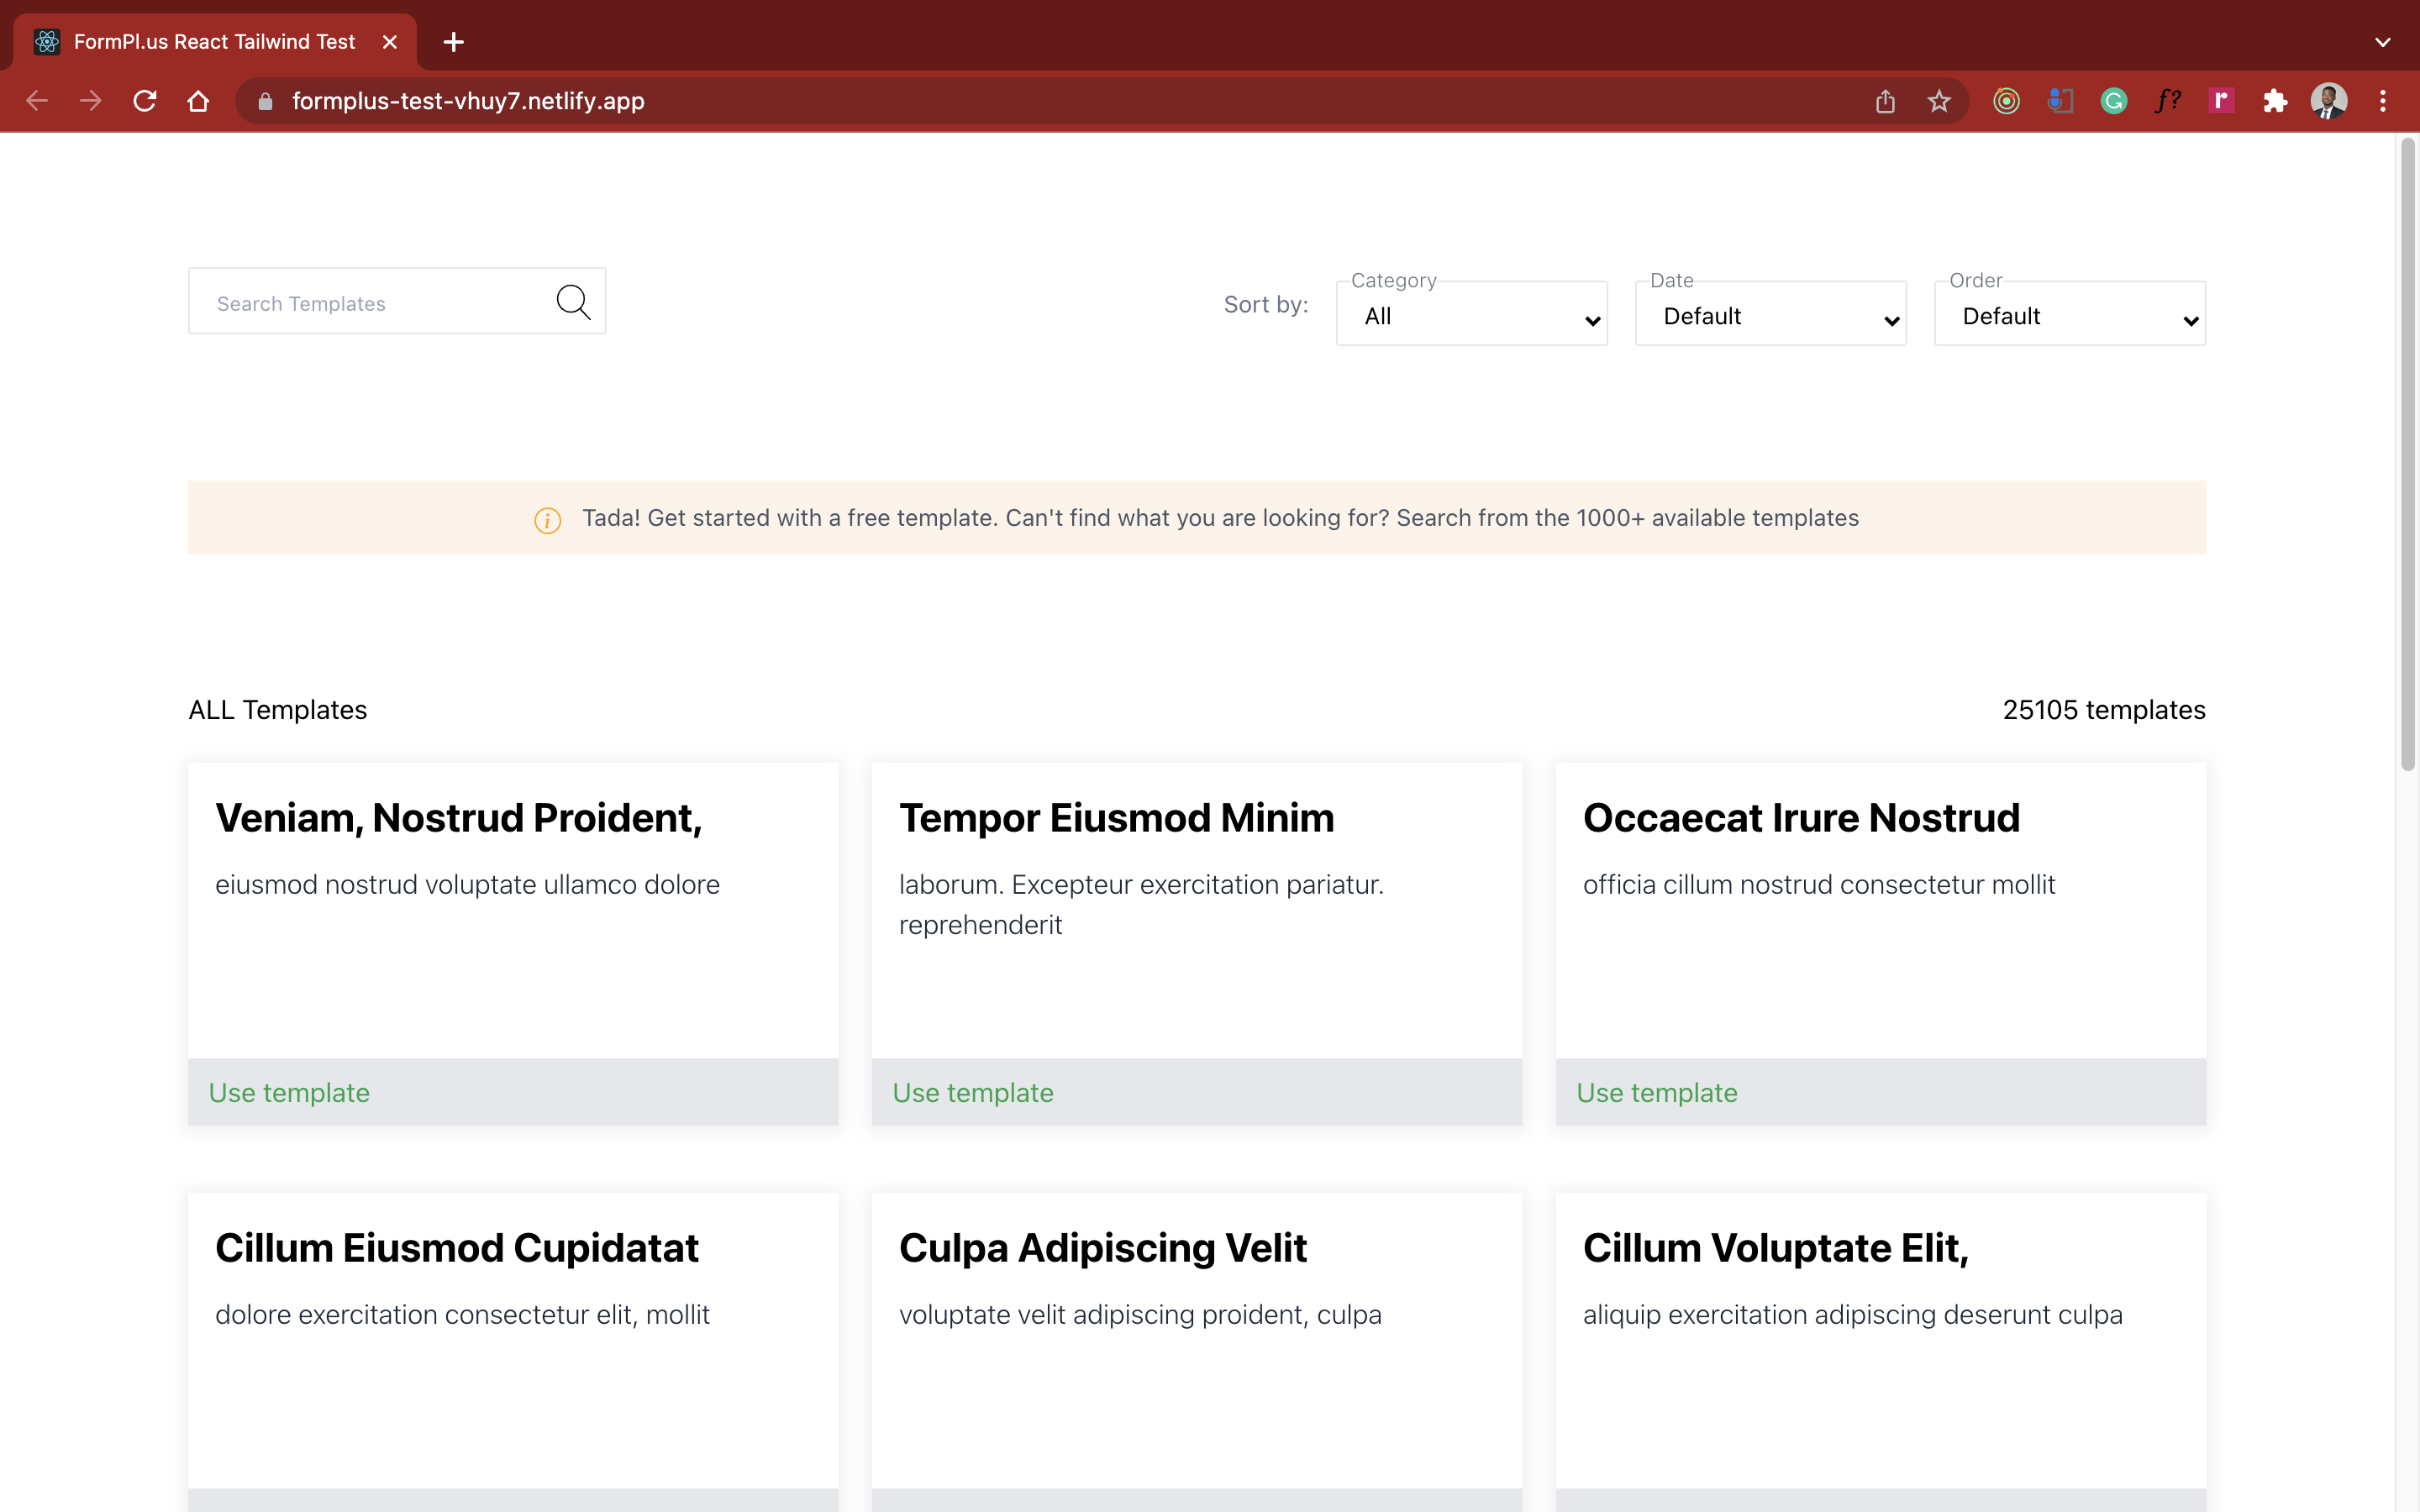 FormPl.us React Tailwind Test
formplus-test-vhuy7.netlify.app
f?
r
Search Templates
Sort by:
Category
All
Date
Default
Order
Default
Tada! Get started with a free template. Can't find what you are looking for? Search from the 1000+ available templates
ALL Templates
25105 templates
Veniam, Nostrud Proident,
eiusmod nostrud voluptate ullamco dolore
Use template
Tempor Eiusmod Minim
laborum. Excepteur exercitation pariatur.
reprehenderit
Use template
Occaecat Irure Nostrud
officia cillum nostrud consectetur mollit
Use template
Cillum Eiusmod Cupidatat
dolore exercitation consectetur elit, mollit
Culpa Adipiscing Velit
voluptate velit adipiscing proident, culpa
Cillum Voluptate Elit,
aliquip exercitation adipiscing deserunt culpa